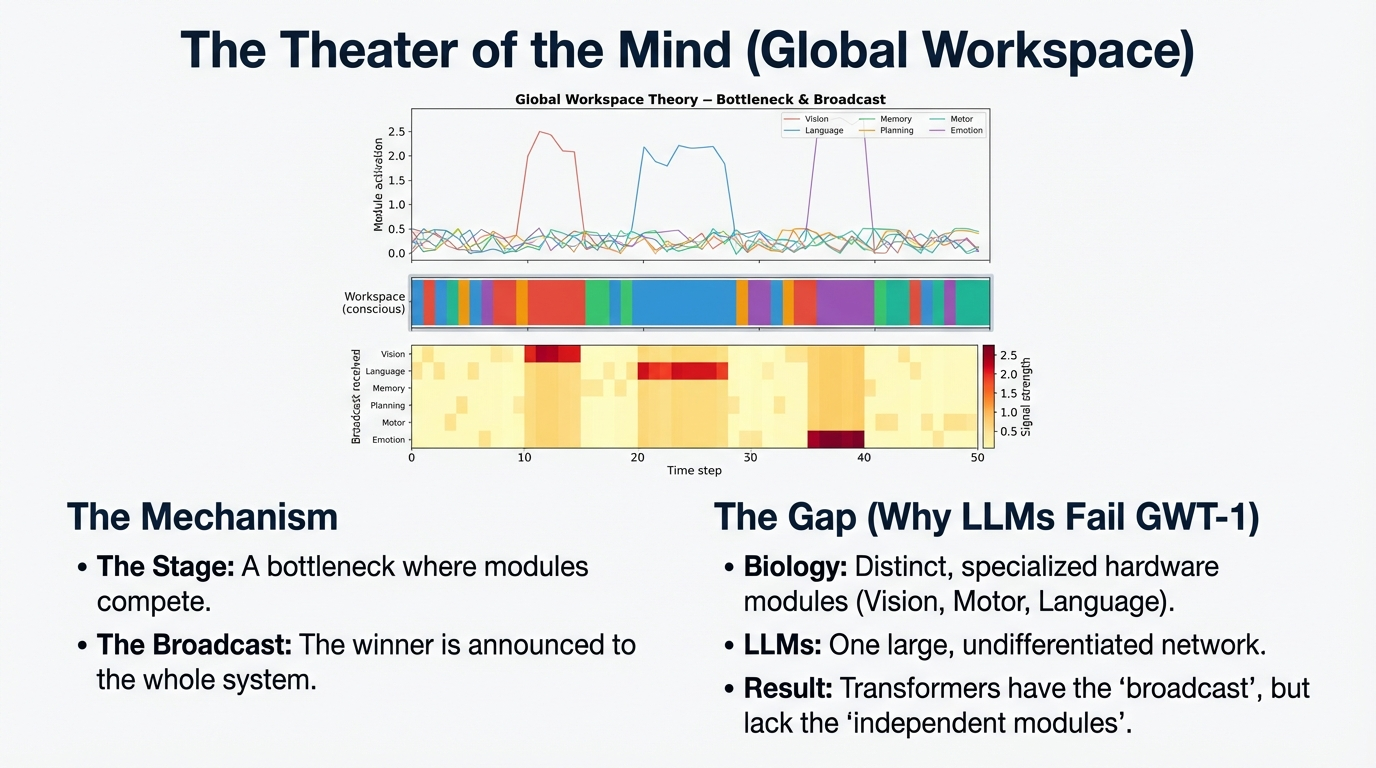 The Theater of the Mind (Global Workspace)
Global Workspace Theory – Bottleneck & Broadcast
Vision
Language
Memory
Planning
Motor
Emotion
Module activation
2.5
2.0
1.5
1.0
0.5
0.0
Workspace
(conscious)
Broadcast received
Vision
Language
Memory
Planning
Motor
Emotion
0
10
20
30
40
50
Time step
2.5
2.0
1.5
1.0
0.5
Signal strength
The Mechanism
• The Stage: A bottleneck where modules
compete.
• The Broadcast: The winner is announced to
the whole system.
The Gap (Why LLMs Fail GWT-1)
• Biology: Distinct, specialized hardware
modules (Vision, Motor, Language).
• LLMs: One large, undifferentiated network.
• Result: Transformers have the ‘broadcast’, but
lack the ‘independent modules’.